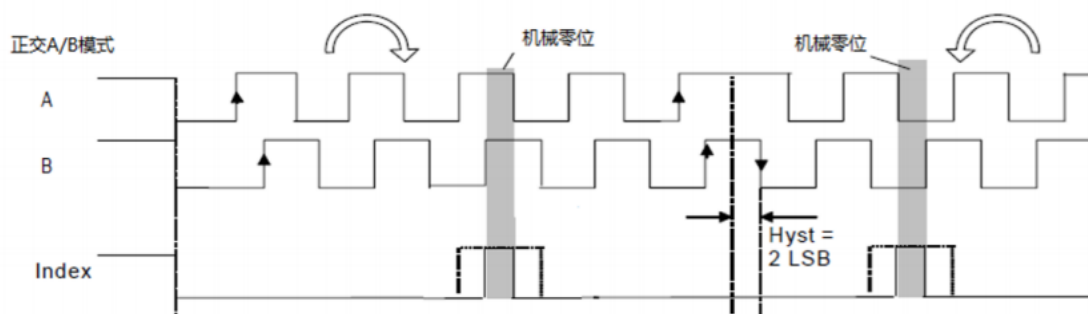 正交A/B模式
机械零位
机械零位
A
B
Hyst =
2 LSB
Index